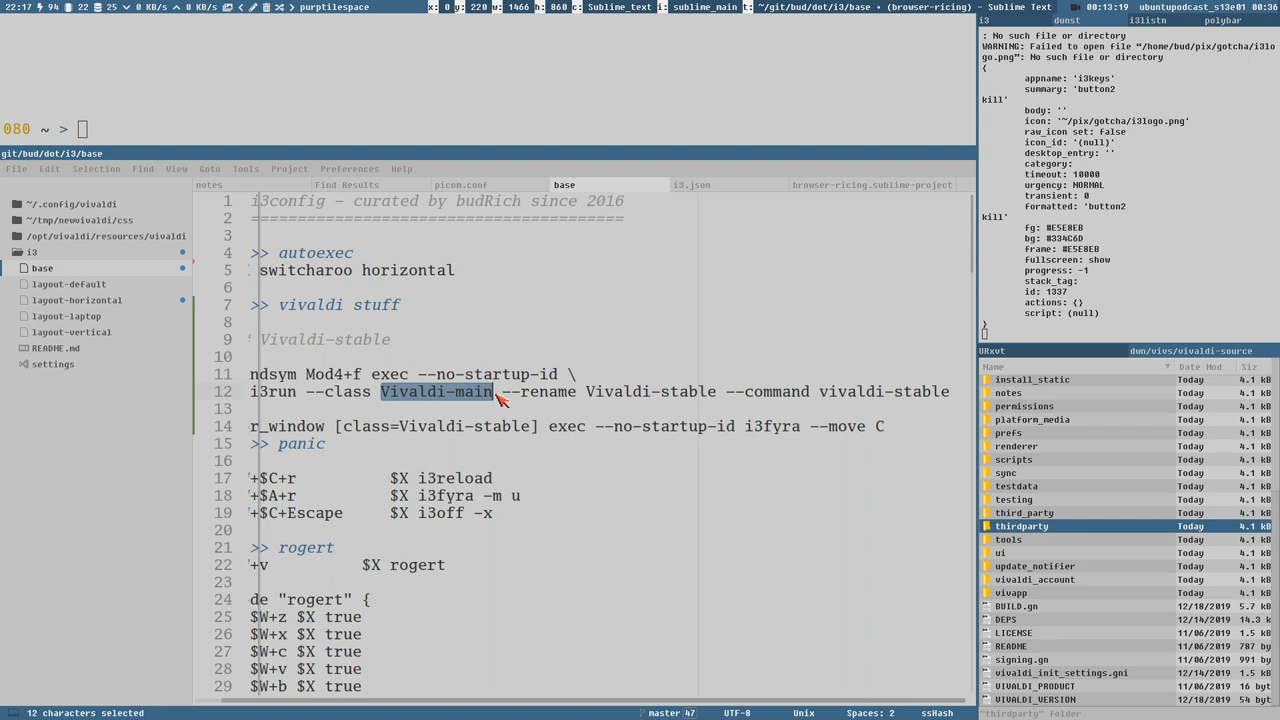 22:17 94 22 25 0 KB/s 0 KB/s purptilespace x: 0 y: 220 w: 1466 h: 860 c: Sublime_text i: sublime_main t: ~/git/bud/dot/i3/base • (browser-ricing) - Sublime Text 00:13:19 ubuntupodcast_s13e01 00:36
080 ~ >
git/bud/dot/i3/base
File Edit Selection Find View Goto Tools Project Preferences Help
notes Find Results picom.conf base i3.json browser-ricing.sublime-project
~/.config/vivaldi
~/tmp/newvivaldi/css
/opt/vivaldi/resources/vivaldi
i3
base
layout-default
layout-horizontal
layout-laptop
layout-vertical
README.md
settings
1 i3config - curated by budRich since 2016
2 ========================================
3
4 >> autoexec
5 switcharoo horizontal
6
7 >> vivaldi stuff
8
9 Vivaldi-stable
10
11 ndsym Mod4+f exec --no-startup-id \
12 i3run --class Vivaldi-main --rename Vivaldi-stable --command vivaldi-stable
13
14 r_window [class=Vivaldi-stable] exec --no-startup-id i3fyra --move C
15 >> panic
16
17 +$C+r $X i3reload
18 +$A+r $X i3fyra -m u
19 +$C+Escape $X i3off -x
20
21 >> rogert
22 +v $X rogert
23
24 de "rogert" {
25 $W+z $X true
26 $W+x $X true
27 $W+c $X true
28 $W+v $X true
29 $W+b $X true
12 characters selected master 47 UTF-8 Unix Spaces: 2 ssHash
i3 dunst i3listn polybar
: No such file or directory
WARNING: Failed to open file “/home/bud/pix/gotcha/i3lo
go.png”: No such file or directory
{
appname: 'i3keys'
summary: 'button2
kill'
body: ''
icon: '~/pix/gotcha/i3logo.png'
raw_icon set: false
icon_id: '(null)'
desktop_entry: ''
category:
timeout: 10000
urgency: NORMAL
transient: 0
formatted: 'button2
kill'
fg: #E5E8EB
bg: #334C6D
frame: #E5E8EB
fullscreen: show
progress: -1
stack_tag:
id: 1337
actions: {}
script: (null)
}
URxvt dwn/vivs/vivaldi-source
Name Date Mod Siz
install_static Today 4.1 kB
notes Today 4.1 kB
permissions Today 4.1 kB
platform_media Today 4.1 kB
prefs Today 4.1 kB
renderer Today 4.1 kB
scripts Today 4.1 kB
sync Today 4.1 kB
testdata Today 4.1 kB
testing Today 4.1 kB
third_party Today 4.1 kB
thirdparty Today 4.1 kB
tools Today 4.1 kB
ui Today 4.1 kB
update_notifier Today 4.1 kB
vivaldi_account Today 4.1 kB
vivapp Today 4.1 kB
BUILD.gn 12/18/2019 5.7 kB
DEPS 12/14/2019 14.3 k
LICENSE 11/06/2019 1.5 kB
README 11/06/2019 787 by
signing.gn 11/06/2019 991 by
vivaldi_init_settings.gni 12/14/2019 1.5 kB
VIVALDI_PRODUCT 11/06/2019 16 byt
VIVALDI_VERSION 12/14/2019 54 byt
"thirdparty" folder